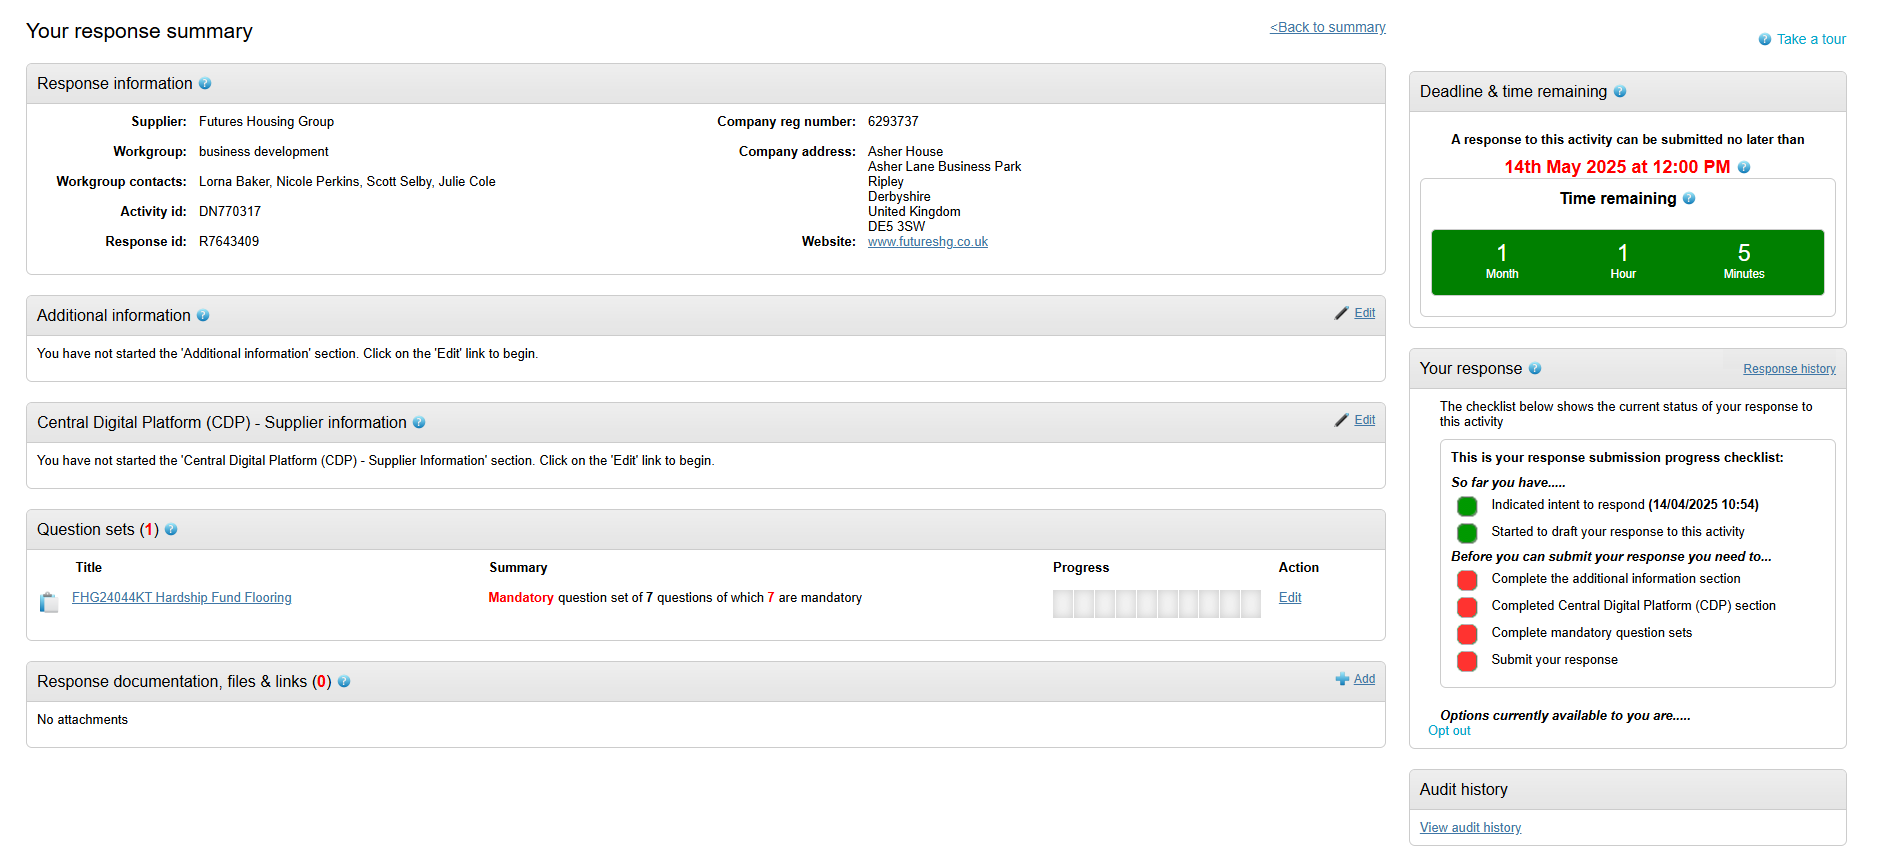 Your response summary
<Back to summary
Take a tour
Response information
Supplier: Futures Housing Group
Workgroup: business development
Workgroup contacts: Lorna Baker, Nicole Perkins, Scott Selby, Julie Cole
Activity id: DN770317
Response id: R7643409
Company reg number: 6293737
Company address: Asher House
Asher Lane Business Park
Ripley
Derbyshire
United Kingdom
DE5 3SW
Website: www.futureshg.co.uk
Additional information
Edit
You have not started the 'Additional information' section. Click on the 'Edit' link to begin.
Central Digital Platform (CDP) - Supplier information
Edit
You have not started the 'Central Digital Platform (CDP) - Supplier Information' section. Click on the 'Edit' link to begin.
Question sets (1)
Title Summary Progress Action
FHG24044KT Hardship Fund Flooring Mandatory question set of 7 questions of which 7 are mandatory Edit
Response documentation, files & links (0)
Add
No attachments
Deadline & time remaining
A response to this activity can be submitted no later than
14th May 2025 at 12:00 PM
Time remaining
1 1 5
Month Hour Minutes
Your response
Response history
The checklist below shows the current status of your response to
this activity
This is your response submission progress checklist:
So far you have.....
Indicated intent to respond (14/04/2025 10:54)
Started to draft your response to this activity
Before you can submit your response you need to...
Complete the additional information section
Completed Central Digital Platform (CDP) section
Complete mandatory question sets
Submit your response
Options currently available to you are.....
Opt out
Audit history
View audit history